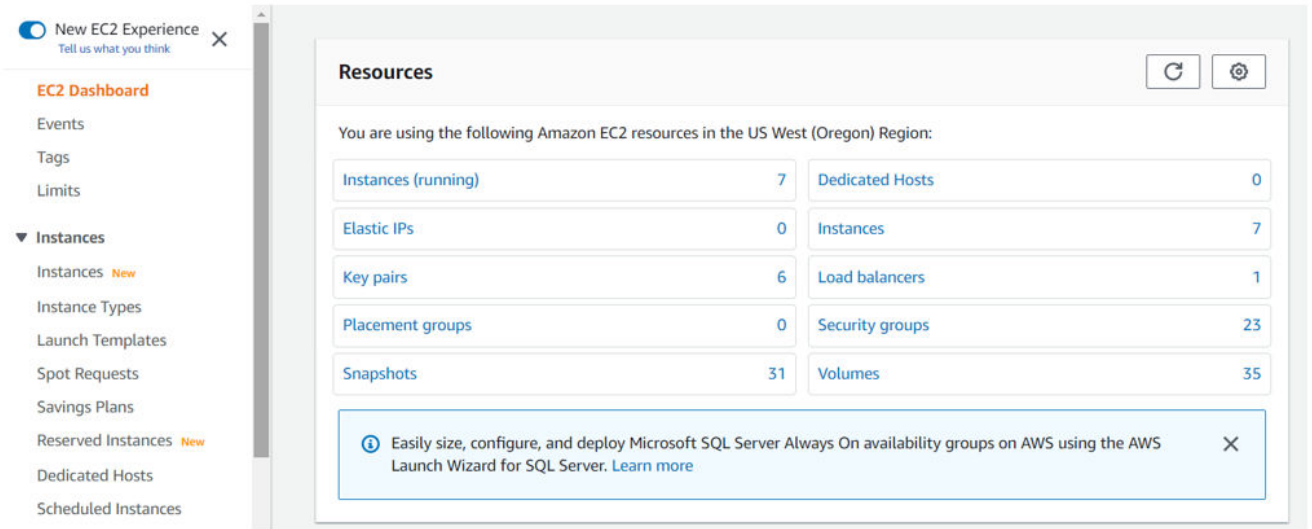 New EC2 Experience
Tell us what you think
EC2 Dashboard
Events
Tags
Limits
Instances
Instances New
Instance Types
Launch Templates
Spot Requests
Savings Plans
Reserved Instances New
Dedicated Hosts
Scheduled Instances
Resources
You are using the following Amazon EC2 resources in the US West (Oregon) Region:
Instances (running) 7 Dedicated Hosts 0
Elastic IPs 0 Instances 7
Key pairs 6 Load balancers 1
Placement groups 0 Security groups 23
Snapshots 31 Volumes 35
Easily size, configure, and deploy Microsoft SQL Server Always On availability groups on AWS using the AWS
Launch Wizard for SQL Server. Learn more